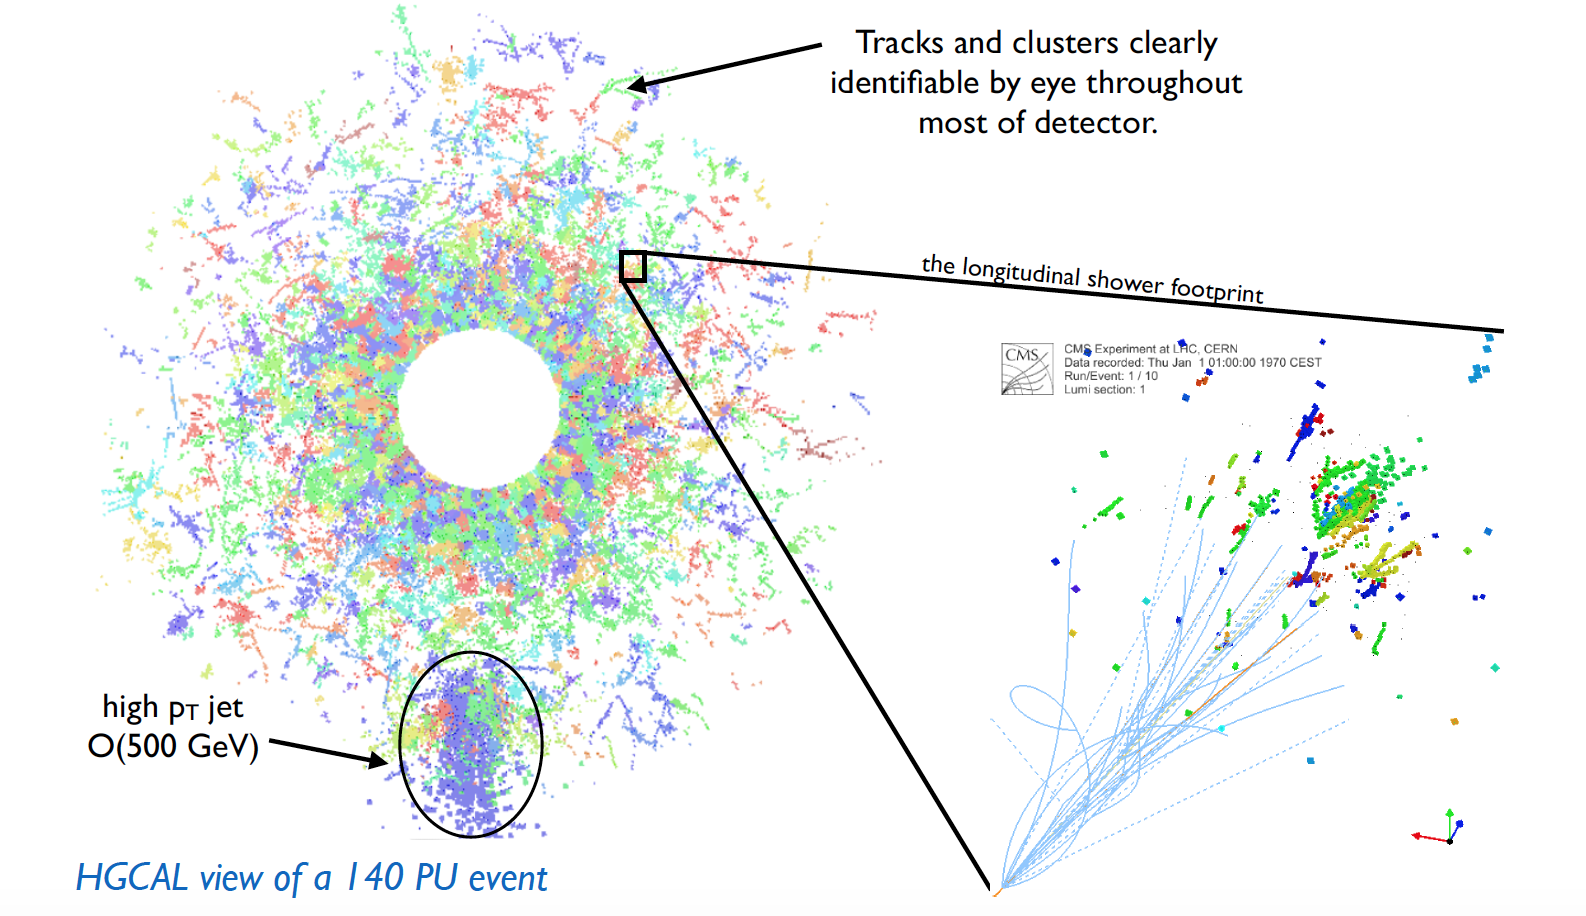 Tracks and clusters clearly
identifiable by eye throughout
most of detector.
the longitudinal shower footprint
CMS
CMS Experiment at LHC, CERN
Data recorded: Thu Jan 1 01:00:00 1970 CEST
Run/Event: 1 / 10
Lumi section: 1
high pT jet
O(500 GeV)
HGCAL view of a 140 PU event